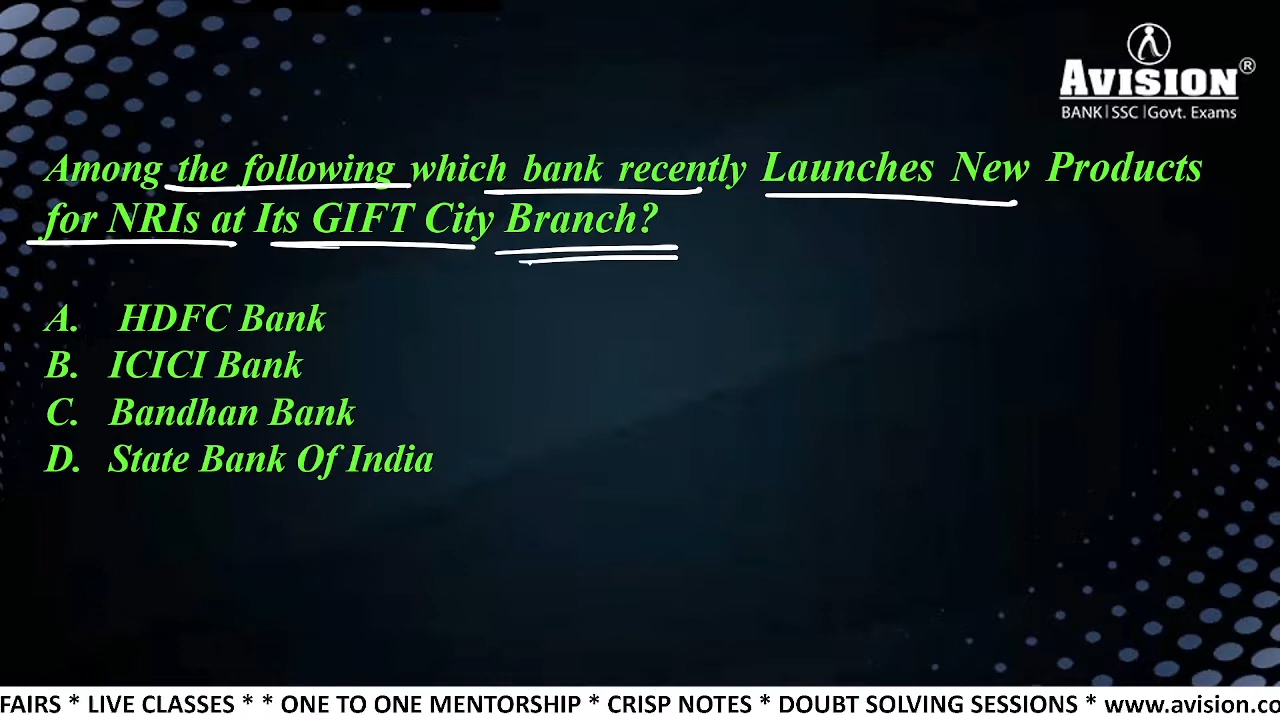 AVISION®
BANK | SSC | Govt. Exams
Among the following which bank recently Launches New Products
for NRIs at Its GIFT City Branch?
A. HDFC Bank
B. ICICI Bank
C. Bandhan Bank
D. State Bank Of India
FAIRS * LIVE CLASSES * * ONE TO ONE MENTORSHIP * CRISP NOTES * DOUBT SOLVING SESSIONS * www.avision.co